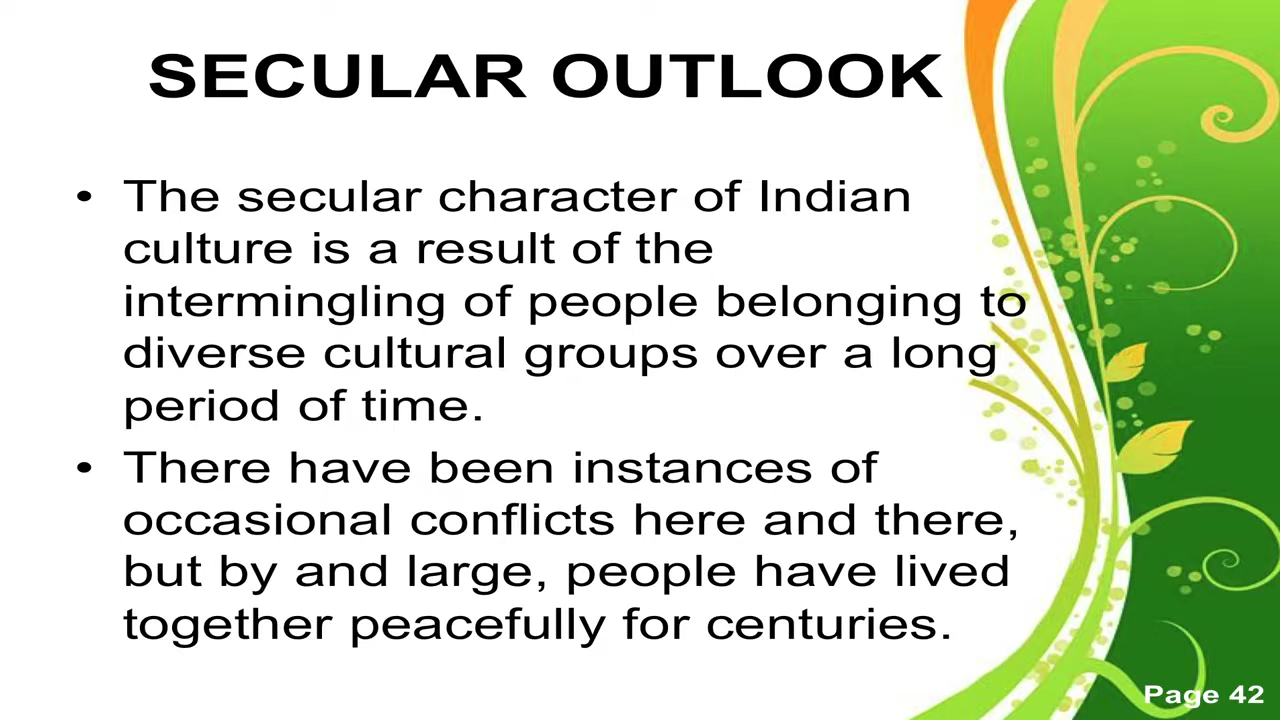 SECULAR OUTLOOK
• The secular character of Indian
culture is a result of the
intermingling of people belonging to
diverse cultural groups over a long
period of time.
• There have been instances of
occasional conflicts here and there,
but by and large, people have lived
together peacefully for centuries.
Page 42